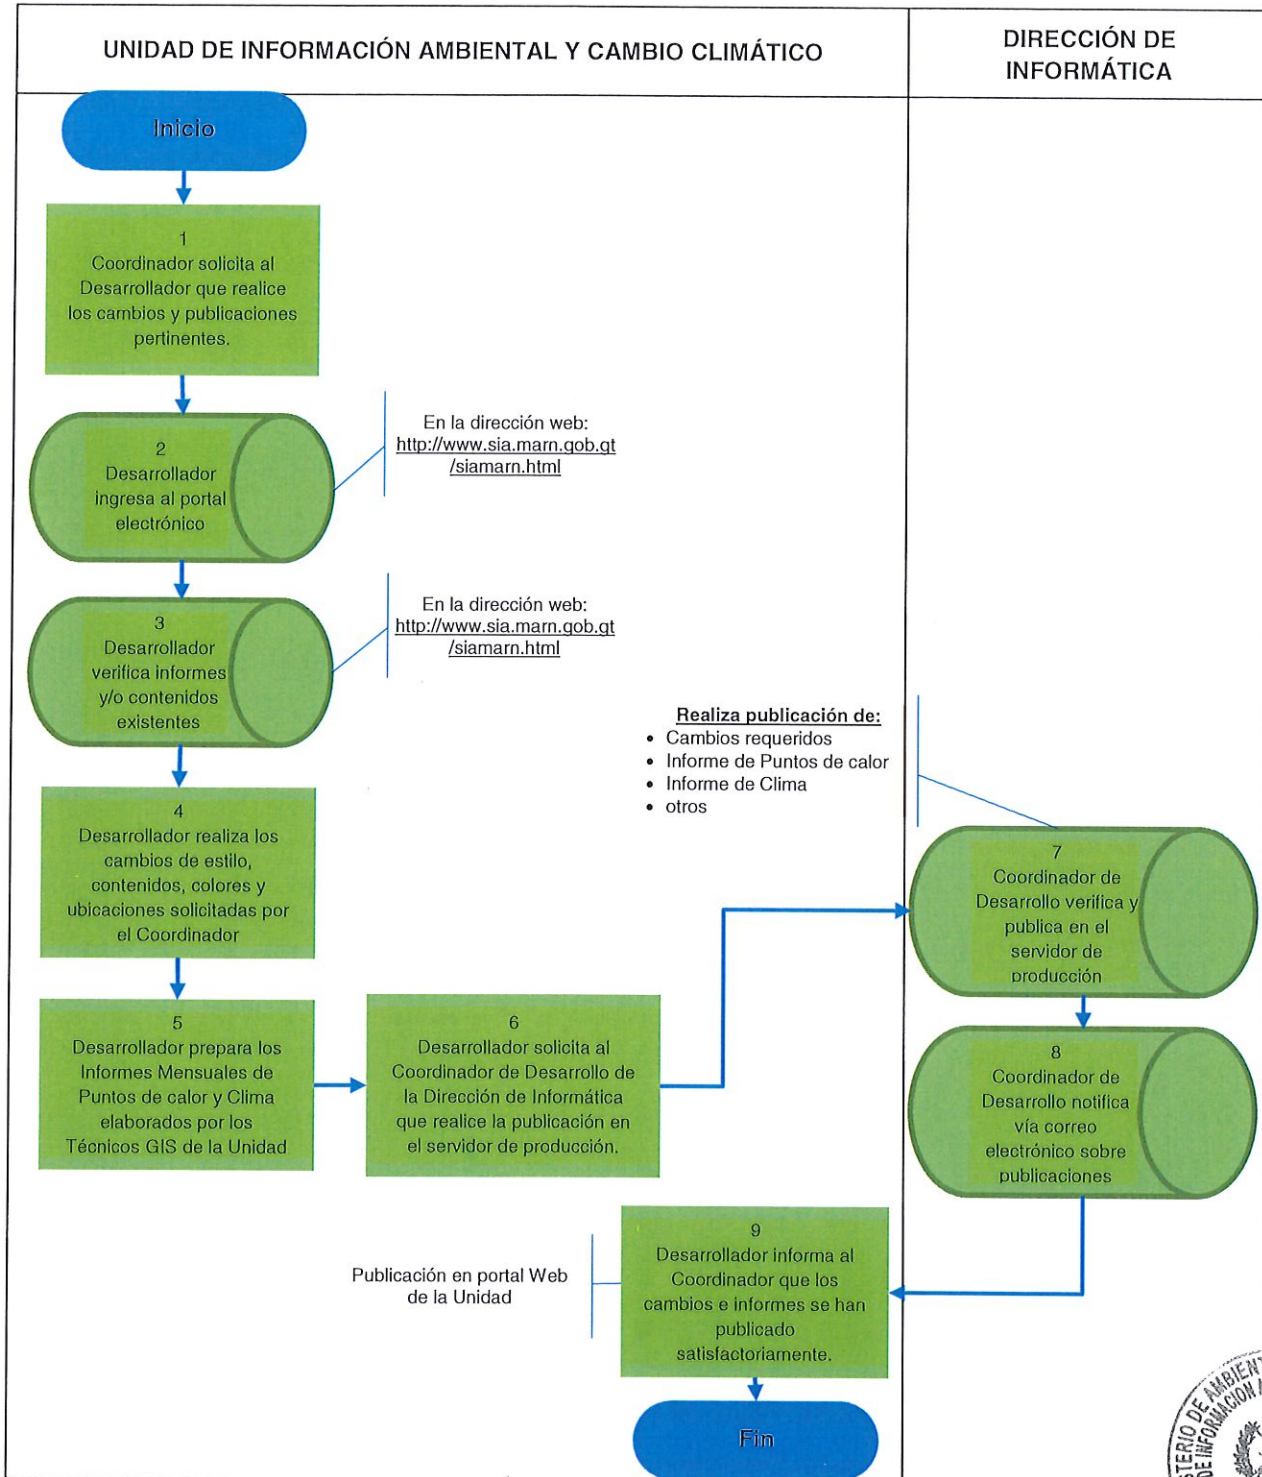 UNIDAD DE INFORMACIÓN AMBIENTAL Y CAMBIO CLIMÁTICO
DIRECCIÓN DE
INFORMÁTICA
Inicio
1
Coordinador solicita al
Desarrollador que realice
los cambios y publicaciones
pertinentes.
2
Desarrollador
ingresa al portal
electrónico
En la dirección web:
http://www.sia.marn.gob.gt
/siamarn.html
3
Desarrollador
verifica informes
y/o contenidos
existentes
En la dirección web:
http://www.sia.marn.gob.gt
/siamarn.html
4
Desarrollador realiza los
cambios de estilo,
contenidos, colores y
ubicaciones solicitadas por
el Coordinador
5
Desarrollador prepara los
Informes Mensuales de
Puntos de calor y Clima
elaborados por los
Técnicos GIS de la Unidad
6
Desarrollador solicita al
Coordinador de Desarrollo de
la Dirección de Informática
que realice la publicación en
el servidor de producción.
Realiza publicación de:
• Cambios requeridos
• Informe de Puntos de calor
• Informe de Clima
• otros
7
Coordinador de
Desarrollo verifica y
publica en el
servidor de
producción
8
Coordinador de
Desarrollo notifica
vía correo
electrónico sobre
publicaciones
9
Desarrollador informa al
Coordinador que los
cambios e informes se han
publicado
satisfactoriamente.
Publicación en portal Web
de la Unidad
Fin